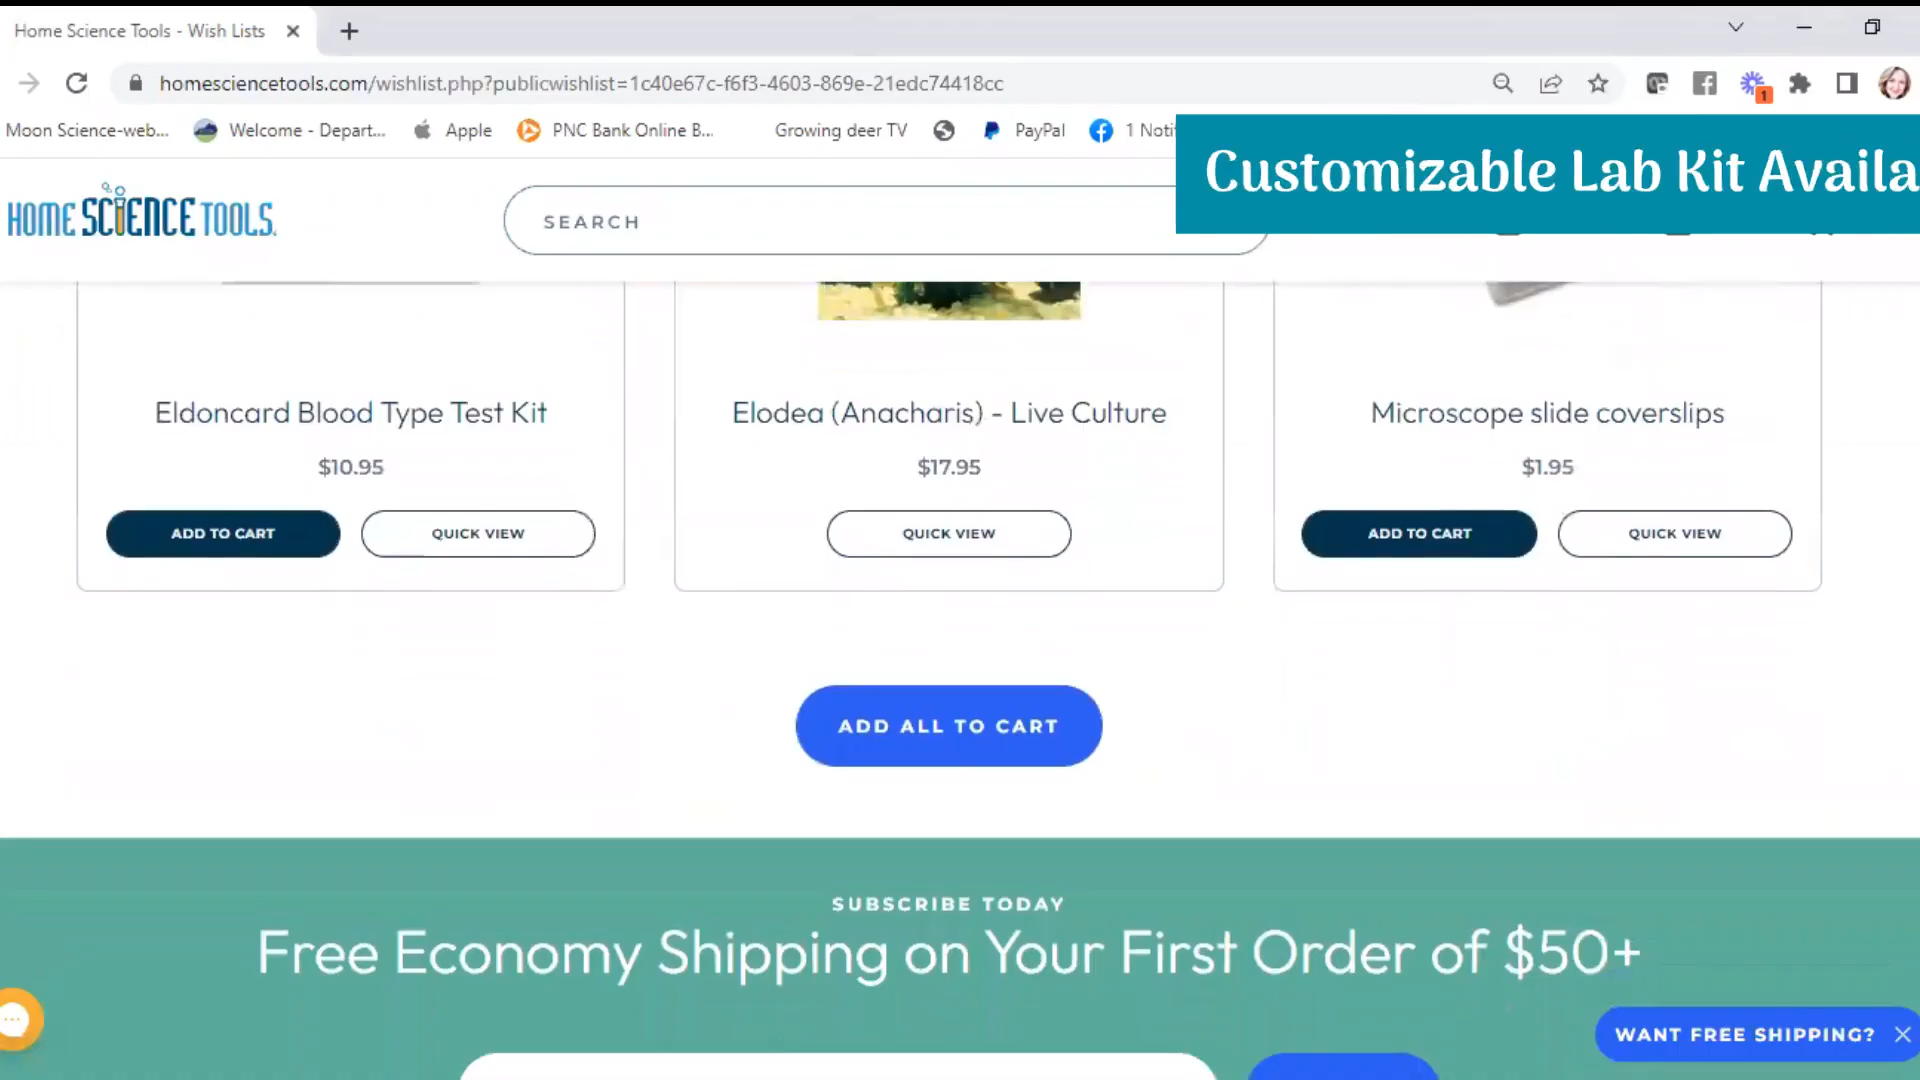 Home Science Tools - Wish Lists
homesciencetools.com/wishlist.php?publicwishlist=1c40e67c-f6f3-4603-869e-21edc74418cc
1
Moon Science-web... Welcome - Depart... Apple PNC Bank Online B... Growing deer TV PayPal 1 Noti
Customizable Lab Kit Availa
HOME SCIENCE TOOLS
SEARCH
Eldoncard Blood Type Test Kit
$10.95
ADD TO CART QUICK VIEW
Elodea (Anacharis) - Live Culture
$17.95
QUICK VIEW
Microscope slide coverslips
$1.95
ADD TO CART QUICK VIEW
ADD ALL TO CART
SUBSCRIBE TODAY
Free Economy Shipping on Your First Order of $50+
WANT FREE SHIPPING?